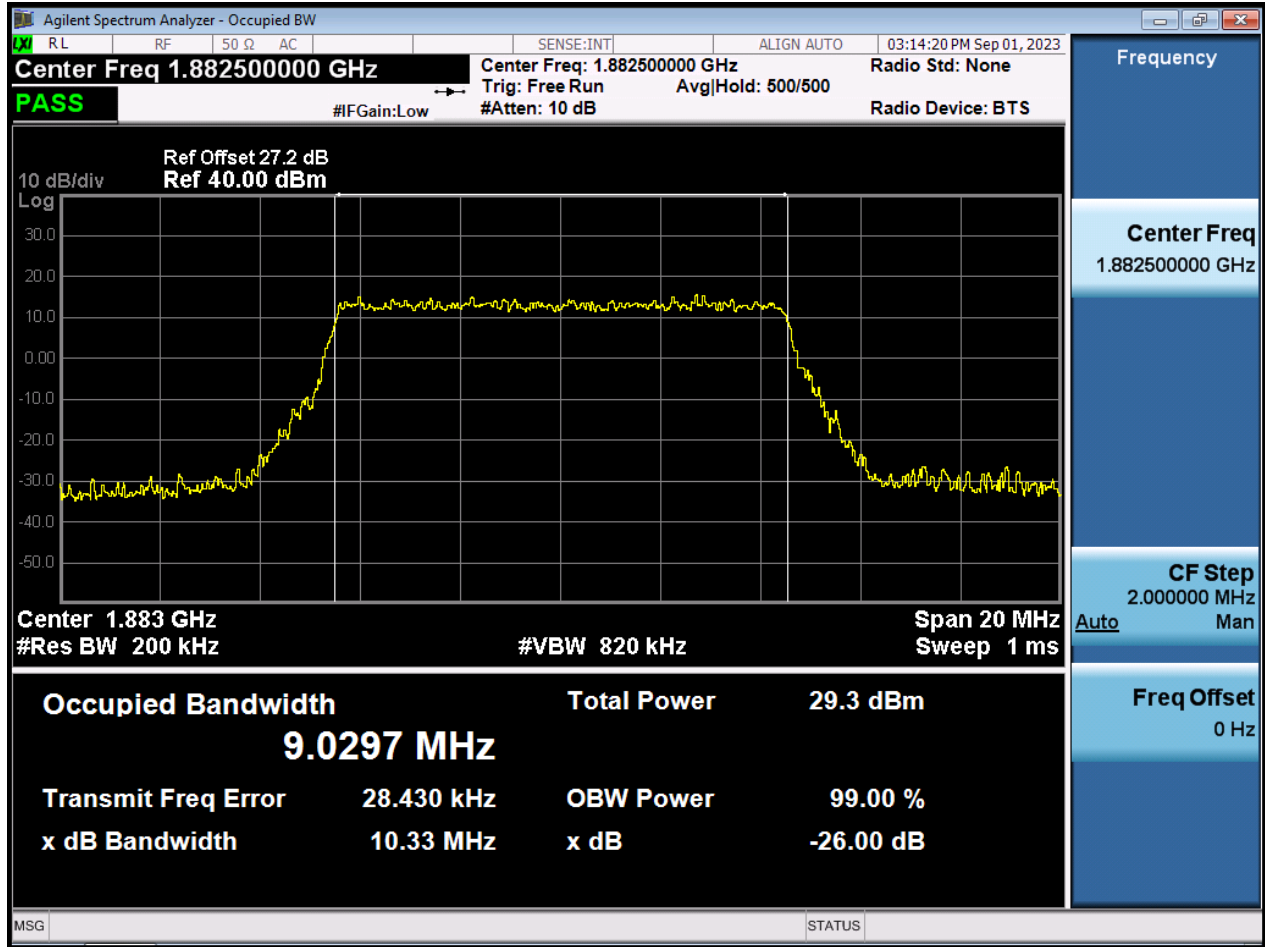 Agilent Spectrum Analyzer - Occupied BW
LXI RL RF 50 Ω AC SENSE:INT ALIGN AUTO 03:14:20 PM Sep 01, 2023
Center Freq 1.882500000 GHz
PASS
#IFGain:Low
Center Freq: 1.882500000 GHz
Trig: Free Run Avg|Hold: 500/500
#Atten: 10 dB
Radio Std: None
Radio Device: BTS
Ref Offset 27.2 dB
10 dB/div Ref 40.00 dBm
Log
30.0
20.0
10.0
0.00
-10.0
-20.0
-30.0
-40.0
-50.0
Center 1.883 GHz Span 20 MHz
#Res BW 200 kHz #VBW 820 kHz Sweep 1 ms
Occupied Bandwidth Total Power 29.3 dBm
9.0297 MHz
Transmit Freq Error 28.430 kHz OBW Power 99.00 %
x dB Bandwidth 10.33 MHz x dB -26.00 dB
MSG STATUS
Frequency
Center Freq
1.882500000 GHz
CF Step
2.000000 MHz
Auto Man
Freq Offset
0 Hz